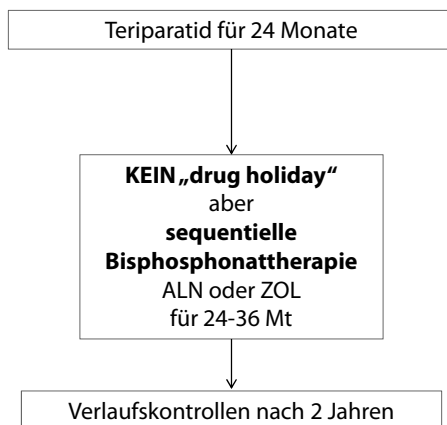 Teriparatid für 24 Monate
KEIN „drug holiday“
aber
sequentielle
Bisphosphonattherapie
ALN oder ZOL
für 24-36 Mt
Verlaufskontrollen nach 2 Jahren